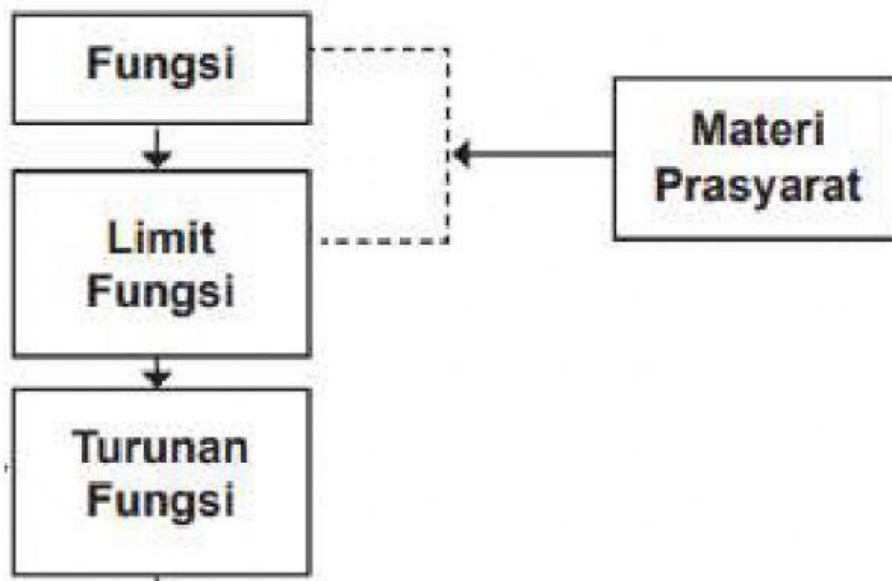 Fungsi
Materi
Prasyarat
Limit
Fungsi
Turunan
Fungsi